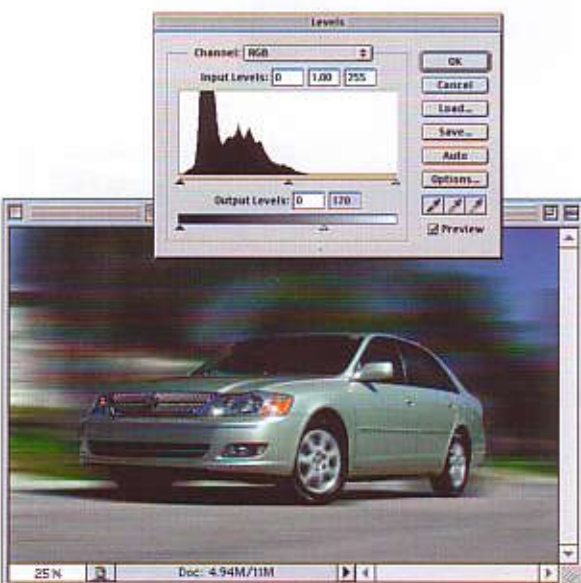 Levels
Channel: RGB
OK
Input Levels: 0 1.00 255
Cancel
Load...
Save...
Auto
Options...
Output Levels: 0 170
Preview
25% Doc: 4.94M/11M